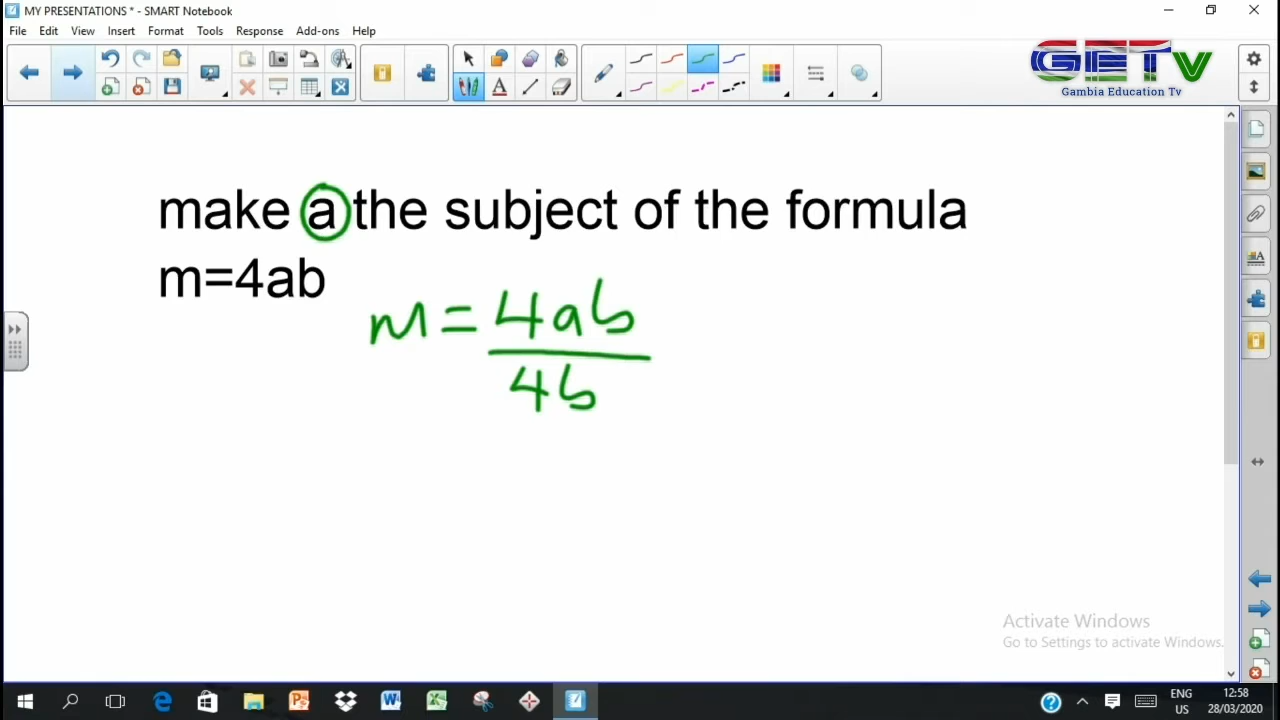 MY PRESENTATIONS * - SMART Notebook
File Edit View Insert Format Tools Response Add-ons Help
GETV
Gambia Education Tv
make a the subject of the formula
m=4ab
m = 4ab
4b
Activate Windows
Go to Settings to activate Windows.
ENG 12:58
US 28/03/2020